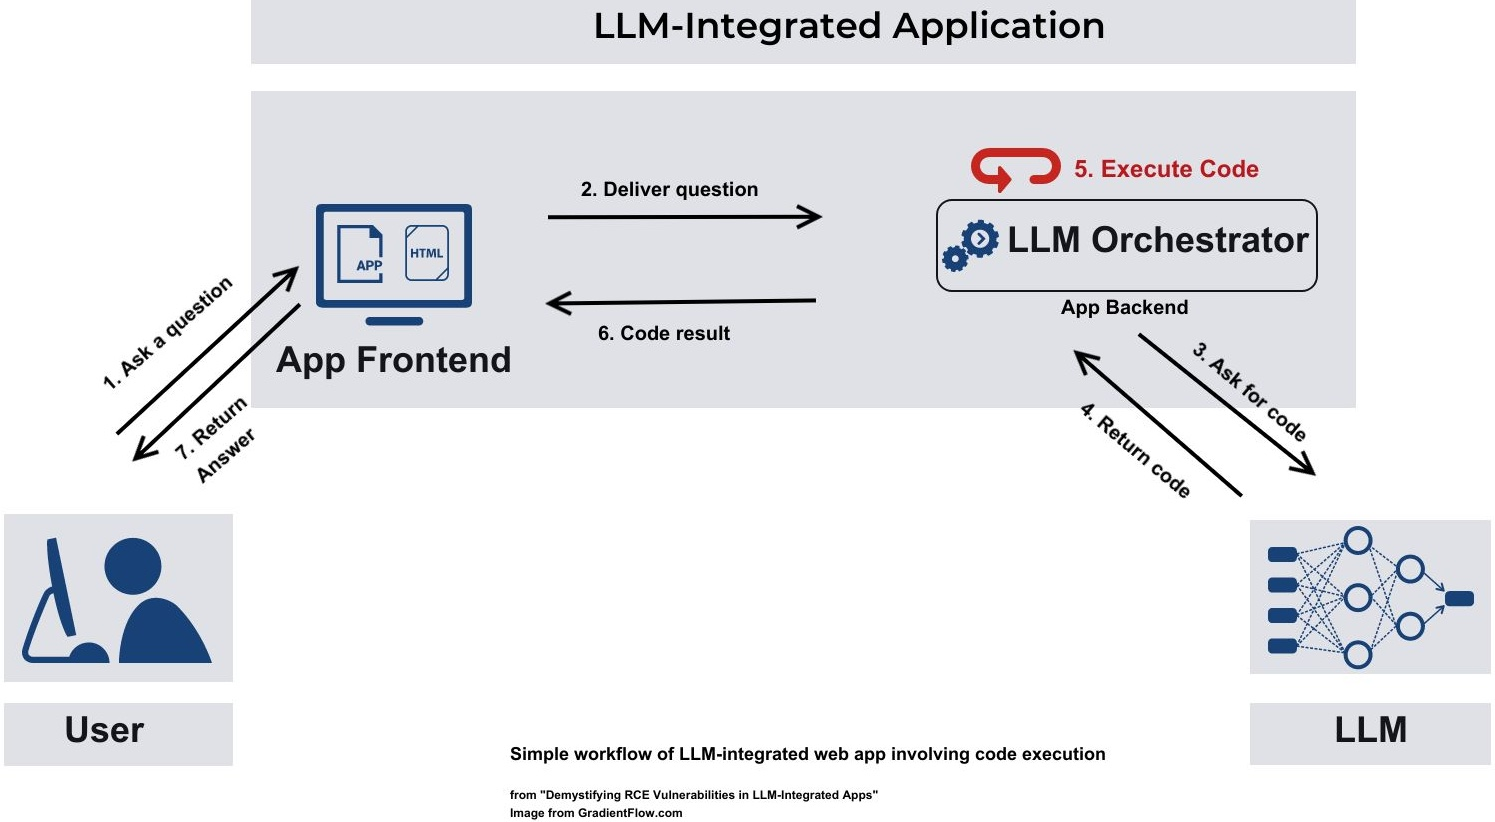 LLM-Integrated Application
5. Execute Code
2. Deliver question
LLM Orchestrator
APP
HTML
App Backend
6. Code result
App Frontend
1. Ask a question
7. Return
Answer
3. Ask for code
4. Return code
User
LLM
Simple workflow of LLM-integrated web app involving code execution
from "Demystifying RCE Vulnerabilities in LLM-Integrated Apps"
Image from GradientFlow.com